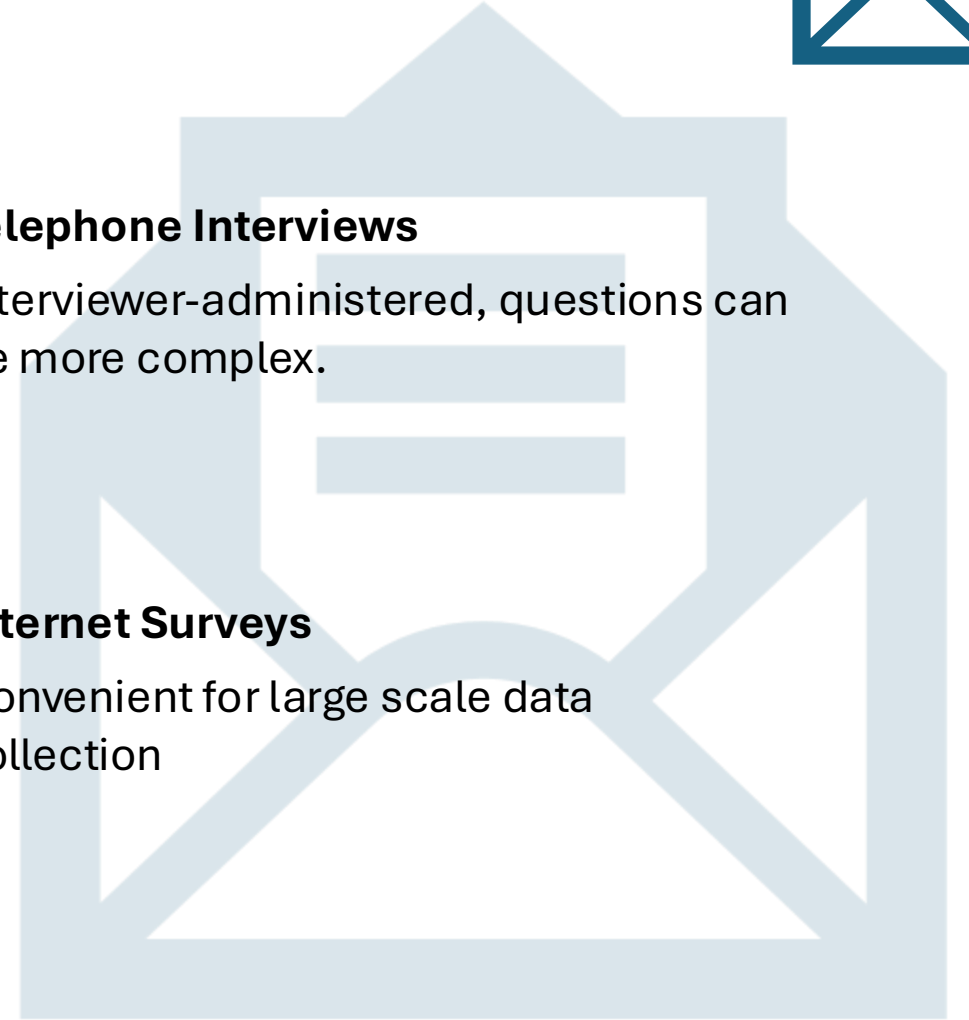 elephone Interviews
terviewer-administered, questions can
e more complex.
ternet Surveys
onvenient for large scale data
ollection